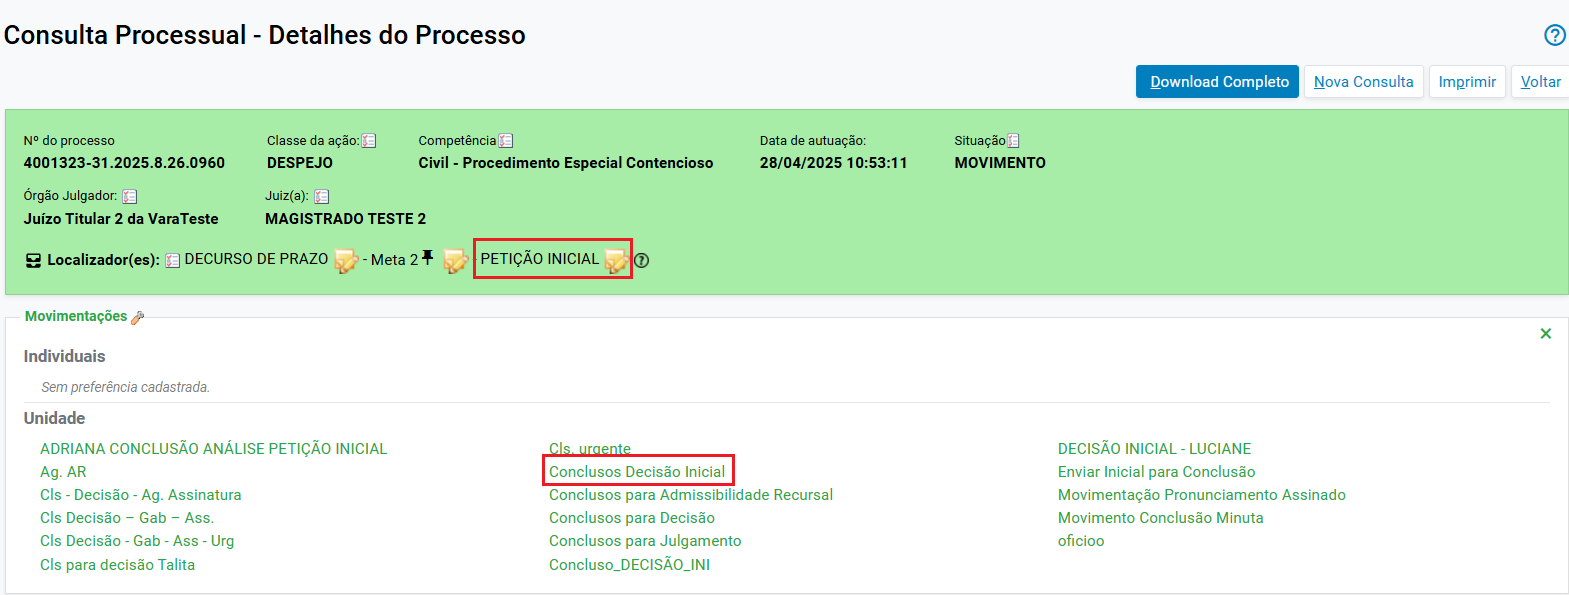 Consulta Processual - Detalhes do Processo
Download Completo Nova Consulta Imprimir Voltar
Nº do processo Classe da ação: Competência Data de autuação: Situação
4001323-31.2025.8.26.0960 DESPEJO Civil - Procedimento Especial Contencioso 28/04/2025 10:53:11 MOVIMENTO
Órgão Julgador: Juiz(a):
Juízo Titular 2 da VaraTeste MAGISTRADO TESTE 2
Localizador(es): DECURSO DE PRAZO - Meta 2 PETIÇÃO INICIAL
Movimentações
Individuais
Sem preferência cadastrada.
Unidade
ADRIANA CONCLUSÃO ANÁLISE PETIÇÃO INICIAL Cls. urgente DECISÃO INICIAL - LUCIANE
Ag. AR Conclusos Decisão Inicial Enviar Inicial para Conclusão
Cls - Decisão - Ag. Assinatura Conclusos para Admissibilidade Recursal Movimentação Pronunciamento Assinado
Cls Decisão – Gab – Ass. Conclusos para Decisão Movimento Conclusão Minuta
Cls Decisão - Gab - Ass - Urg Conclusos para Julgamento oficioo
Cls para decisão Talita Concluso_DECISÃO_INI